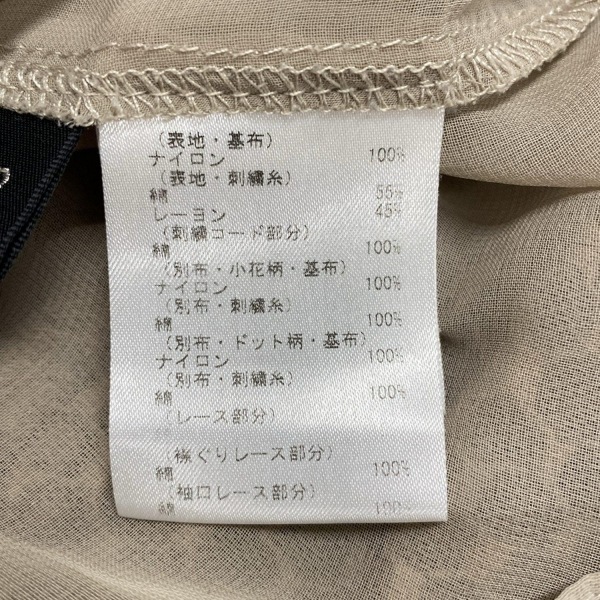 （表地・基布）
ナイロン 100%
（表地・刺繍糸）
綿 55%
レーヨン 45%
（刺繍コード部分）
綿 100%
（別布・小花柄・基布）
ナイロン 100%
（別布・刺繍糸）
綿 100%
（別布・ドット柄・基布）
ナイロン 100%
（別布・刺繍糸）
綿 100%
（レース部分）
（襟ぐりレース部分）
綿 100%
（袖口レース部分）
綿 100%